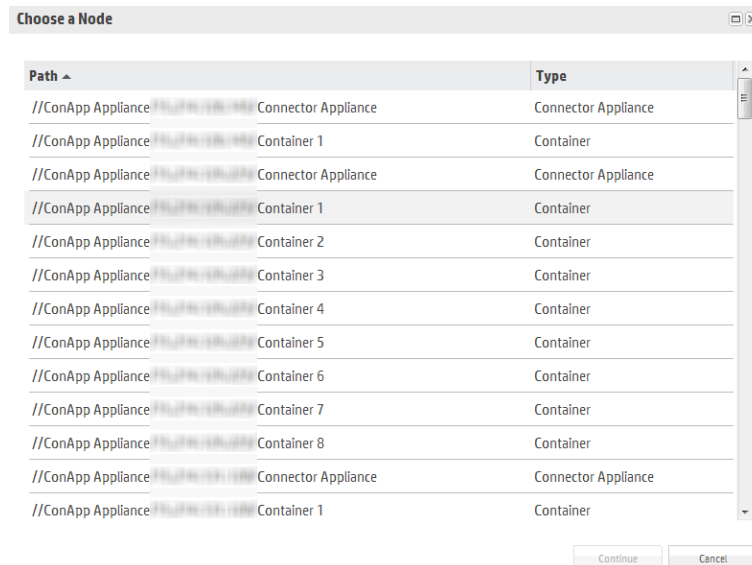 Choose a Node
Path Type
//ConApp Appliance Connector Appliance Connector Appliance
//ConApp Appliance Container 1 Container
//ConApp Appliance Connector Appliance Connector Appliance
//ConApp Appliance Container 1 Container
//ConApp Appliance Container 2 Container
//ConApp Appliance Container 3 Container
//ConApp Appliance Container 4 Container
//ConApp Appliance Container 5 Container
//ConApp Appliance Container 6 Container
//ConApp Appliance Container 7 Container
//ConApp Appliance Container 8 Container
//ConApp Appliance Connector Appliance Connector Appliance
//ConApp Appliance Container 1 Container
Continue Cancel